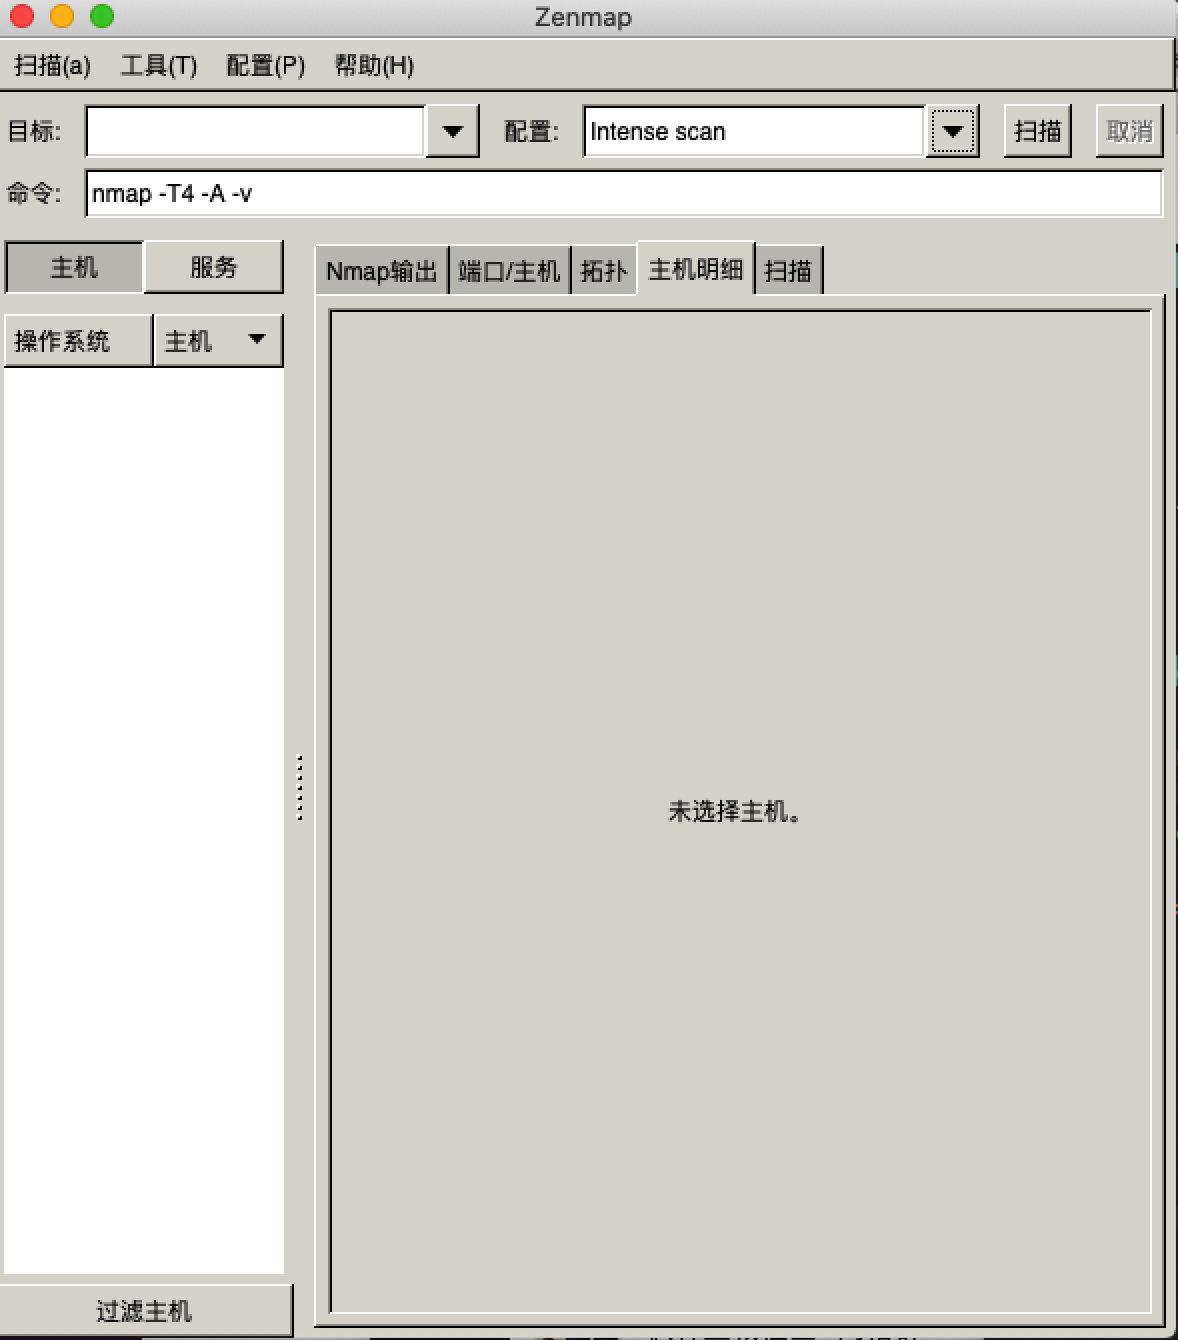 Zenmap
扫描(a) 工具(T) 配置(P) 帮助(H)
目标: 配置: Intense scan 扫描 取消
命令: nmap -T4 -A -v
主机 服务
Nmap输出 端口/主机 拓扑 主机明细 扫描
操作系统 主机
未选择主机。
过滤主机